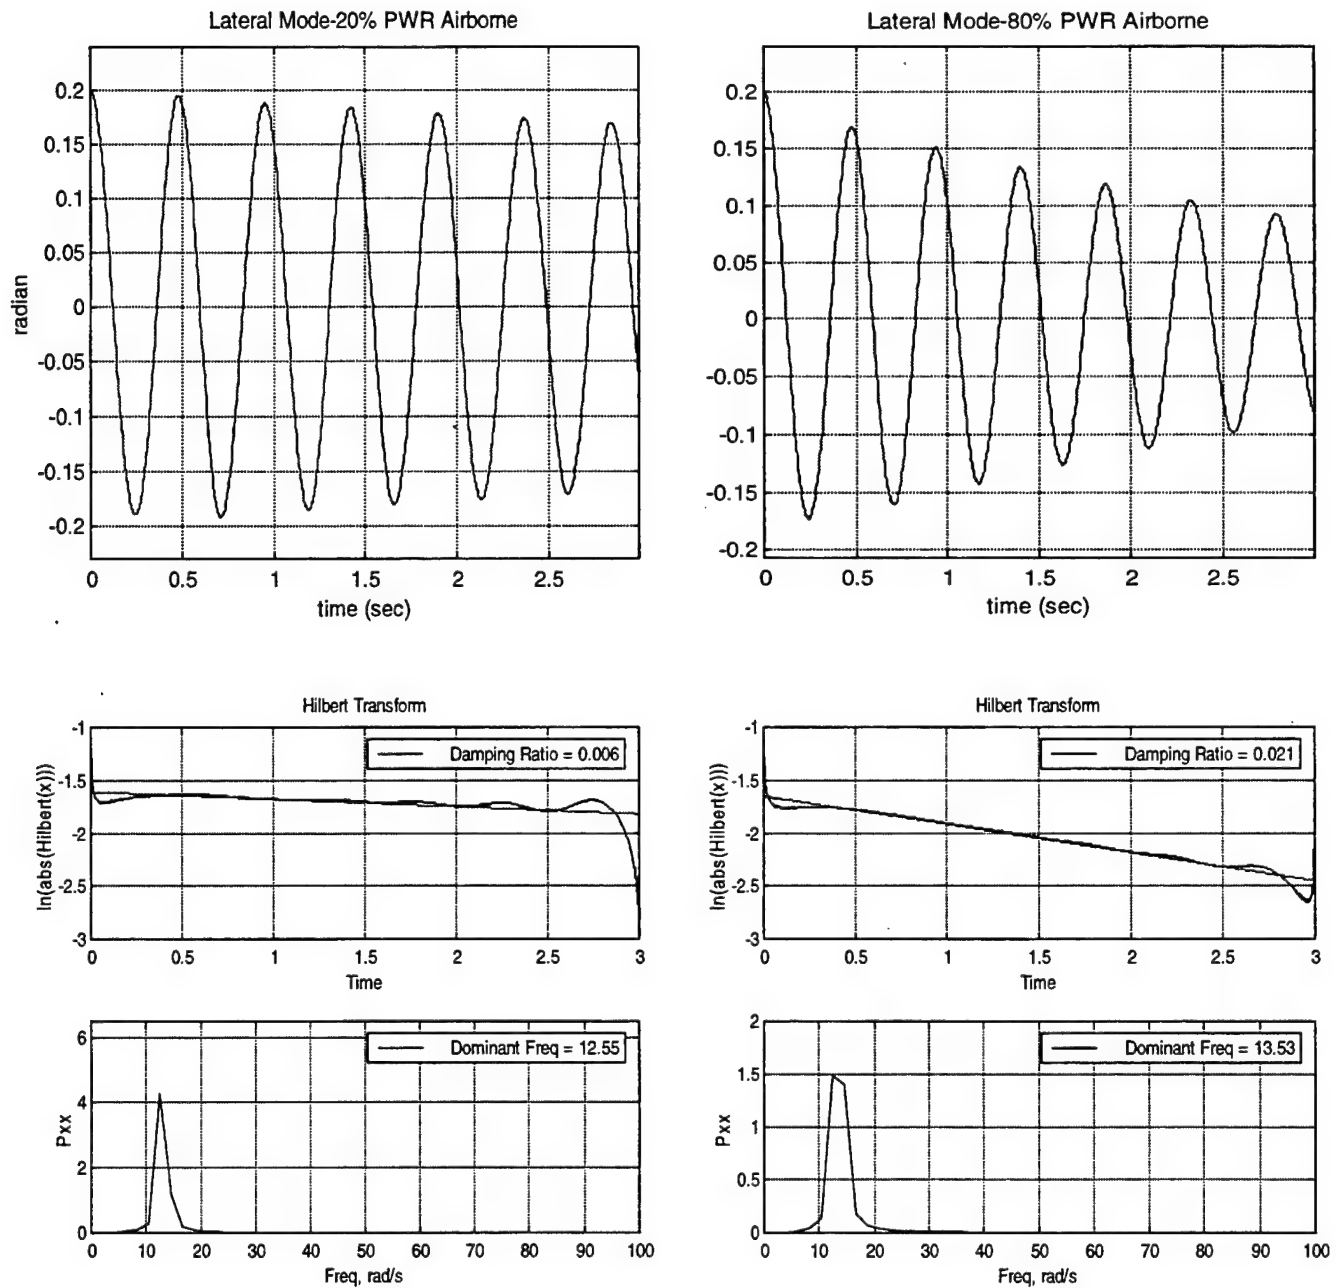 Lateral Mode-20% PWR Airborne
0.2
0.15
0.1
0.05
0
-0.05
-0.1
-0.15
-0.2
radian
0 0.5 1 1.5 2 2.5
time (sec)
Lateral Mode-80% PWR Airborne
0.2
0.15
0.1
0.05
0
-0.05
-0.1
-0.15
-0.2
0 0.5 1 1.5 2 2.5
time (sec)
Hilbert Transform
-1
-1.5
-2
-2.5
-3
ln(abs(Hilbert(x)))
Damping Ratio = 0.006
0 0.5 1 1.5 2 2.5 3
Time
Hilbert Transform
-1
-1.5
-2
-2.5
-3
ln(abs(Hilbert(x)))
Damping Ratio = 0.021
0 0.5 1 1.5 2 2.5 3
Time
6
4
2
0
Pxx
Dominant Freq = 12.55
0 10 20 30 40 50 60 70 80 90 100
Freq, rad/s
2
1.5
1
0.5
0
Pxx
Dominant Freq = 13.53
0 10 20 30 40 50 60 70 80 90 100
Freq, rad/s